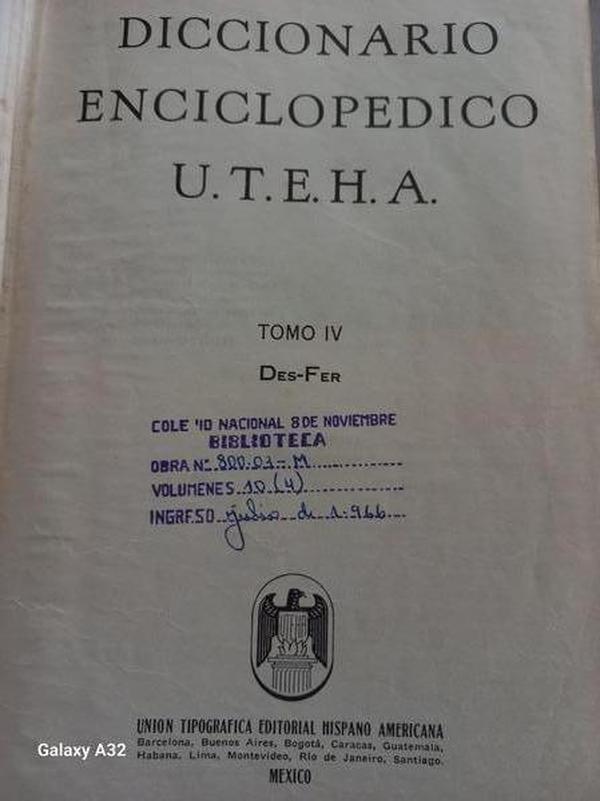 DICCIONARIO
ENCICLOPEDICO
U.T.E.H.A.
TOMO IV
DES-FER
COLE'IO NACIONAL 8 DE NOVIEMBRE
BIBLIOTECA
OBRA Nº 800.03-M
VOLUMENES 10 (4)
INGRESO julio de 1.966
UNION TIPOGRAFICA EDITORIAL HISPANO AMERICANA
Barcelona, Buenos Aires, Bogotá, Caracas, Guatemala,
Habana, Lima, Montevideo, Río de Janeiro, Santiago.
MEXICO
Galaxy A32